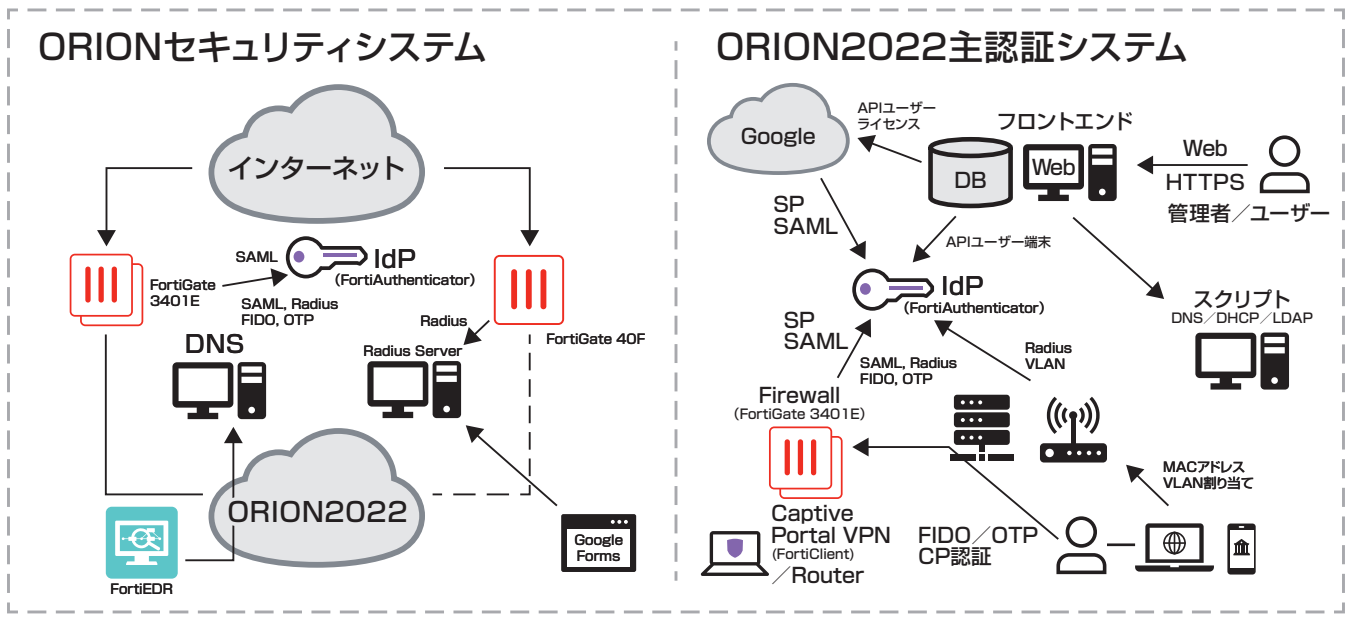 ORIONセキュリティシステム
インターネット
SAML
IdP
(FortiAuthenticator)
FortiGate
3401E
SAML, Radius
FIDO, OTP
Radius
FortiGate 40F
DNS
Radius Server
ORION2022
FortiEDR
Google
Forms
ORION2022主認証システム
Google
APIユーザー
ライセンス
フロントエンド
DB
Web
Web
HTTPS
管理者／ユーザー
SP
SAML
APIユーザー端末
IdP
(FortiAuthenticator)
スクリプト
DNS／DHCP／LDAP
SP
SAML
SAML, Radius
FIDO, OTP
Radius
VLAN
Firewall
(FortiGate 3401E)
MACアドレス
VLAN割り当て
Captive
Portal VPN
(FortiClient)
／Router
FIDO／OTP
CP認証